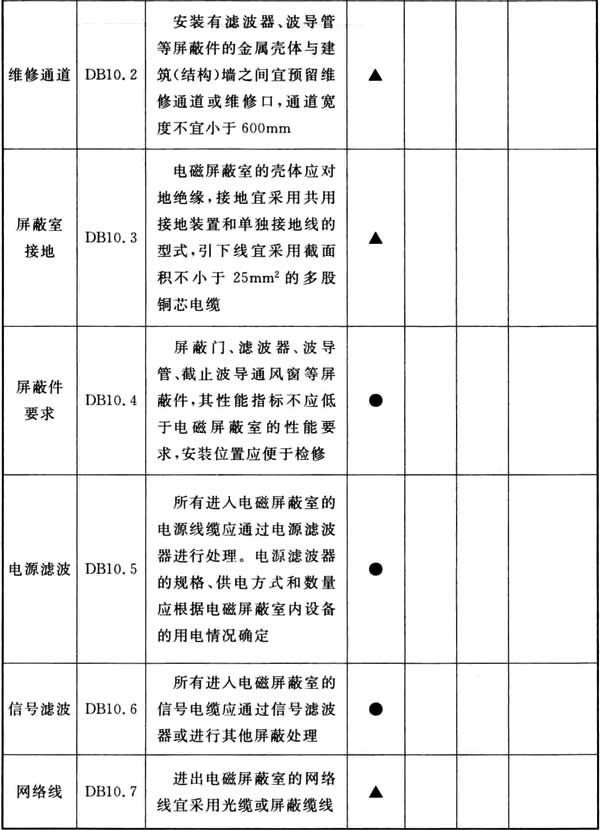 安装有滤波器、波导管
等屏蔽件的金属壳体与建
维修通道 DB10.2 筑(结构)墙之间宜预留维 ▲
修通道或维修口,通道宽
度不宜小于 600mm
电磁屏蔽室的壳体应对
地绝缘,接地宜采用共用
屏蔽室
接地
DB10.3
接地装置和单独接地线的
型式,引下线宜采用截面 ▲
积不小于 25mm²的多股
铜芯电缆
屏蔽门、滤波器、波导
屏蔽件
要求
DB10.4
管、截止波导通风窗等屏
蔽件,其性能指标不应低 ●
于电磁屏蔽室的性能要
求,安装位置应便于检修
所有进入电磁屏蔽室的
电源线缆应通过电源滤波
器进行处理。电源滤波器
电源滤波 DB10.5 的规格、供电方式和数量 ●
应根据电磁屏蔽室内设备
的用电情况确定
所有进入电磁屏蔽室的
信号滤波 DB10.6 信号电缆应通过信号滤波 ●
器或进行其他屏蔽处理
网络线 DB10.7 进出电磁屏蔽室的网络 ▲
线宜采用光缆或屏蔽缆线